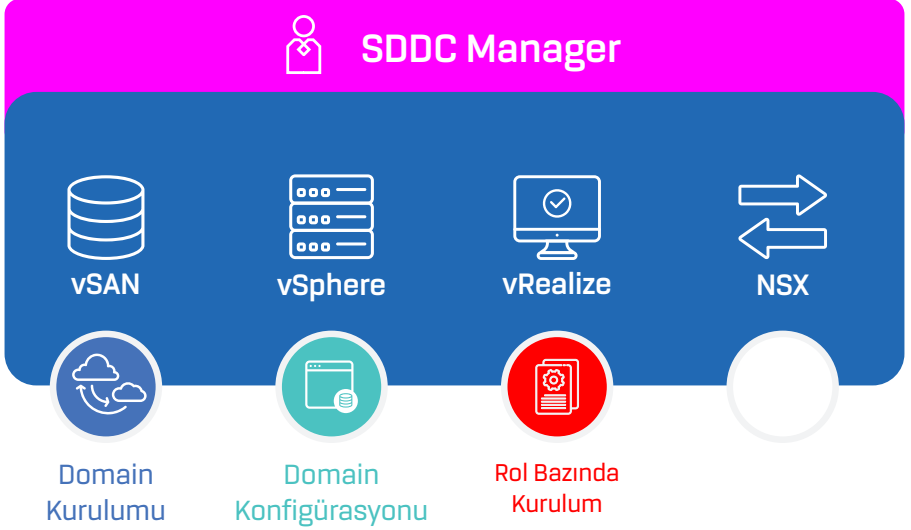 SDDC Manager
vSAN
vSphere
vRealize
NSX
Domain
Kurulumu
Domain
Konfigürasyonu
Rol Bazında
Kurulum